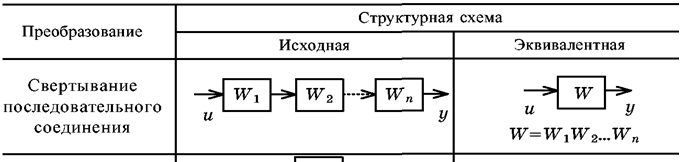 Преобразование
Структурная схема
Исходная
Эквивалентная
Свертывание
последовательного
соединения
u W₁ W₂ Wₙ y
u W y
W=W₁W₂...Wₙ